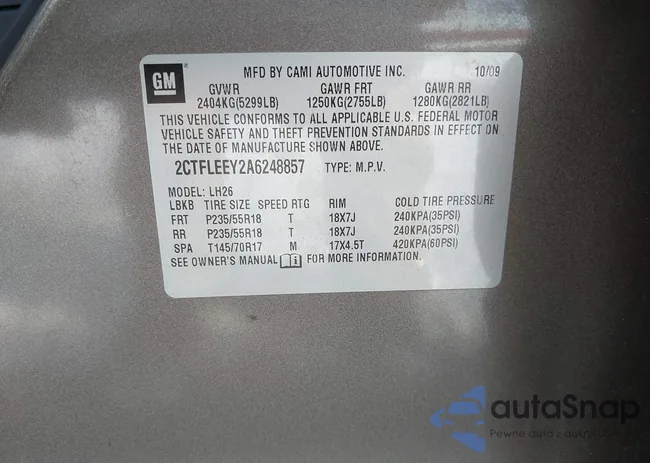 GM
MFD BY CAMI AUTOMOTIVE INC. 10/09
GVWR GAWR FRT GAWR RR
2404KG(5299LB) 1250KG(2755LB) 1280KG(2821LB)
THIS VEHICLE CONFORMS TO ALL APPLICABLE U.S. FEDERAL MOTOR
VEHICLE SAFETY AND THEFT PREVENTION STANDARDS IN EFFECT ON
THE DATE OF MANUFACTURE SHOWN ABOVE.
2CTFLEEY2A6248857 TYPE: M.P.V.
MODEL: LH26
LBKB TIRE SIZE SPEED RTG RIM COLD TIRE PRESSURE
FRT P235/55R18 T 18X7J 240KPA(35PSI)
RR P235/55R18 T 18X7J 240KPA(35PSI)
SPA T145/70R17 M 17X4.5T 420KPA(60PSI)
SEE OWNER'S MANUAL i FOR MORE INFORMATION.
autaSnap
Pewne auta z autaSnap